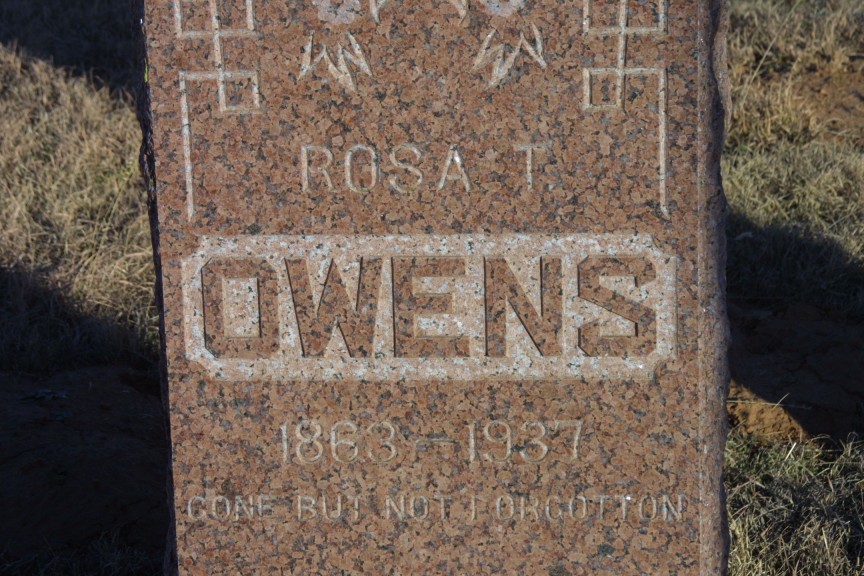 ROSA T.
OWENS
1863 - 1937
GONE BUT NOT FORGOTTON